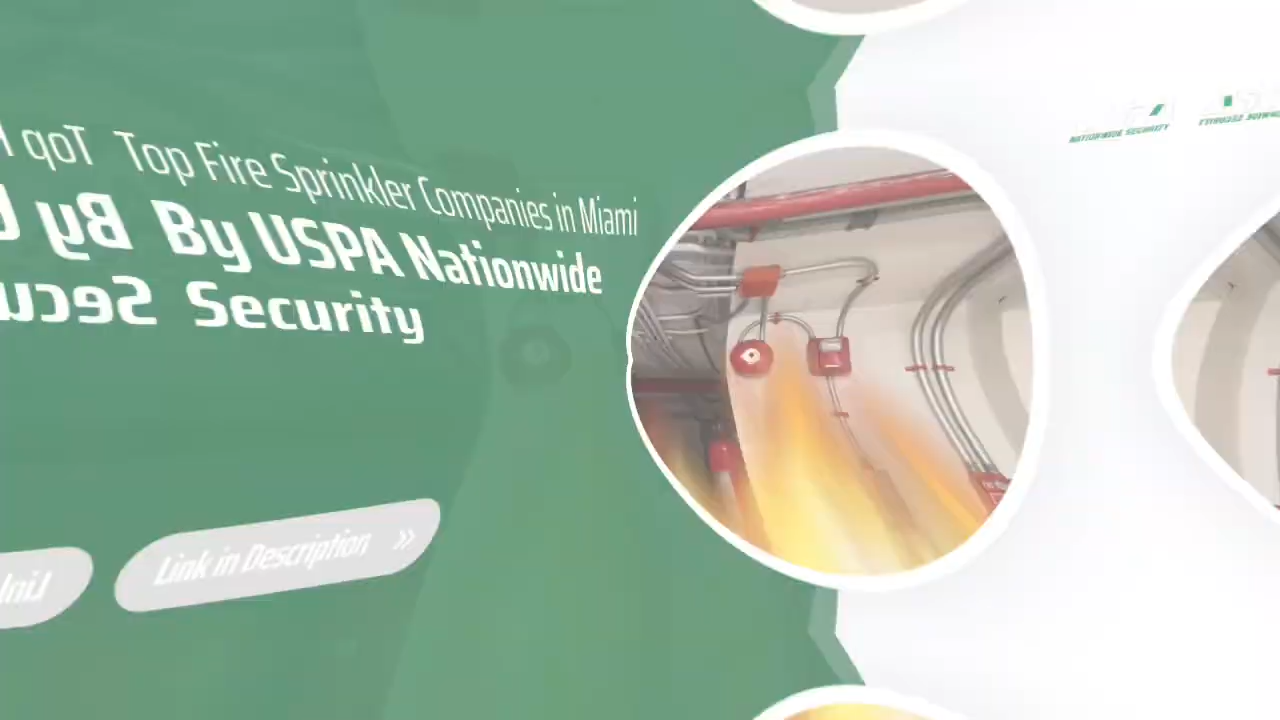 Top Fire Sprinkler Companies in Miami
By USPA Nationwide
Security
Link in Description »
NATIONWIDE SECURITY